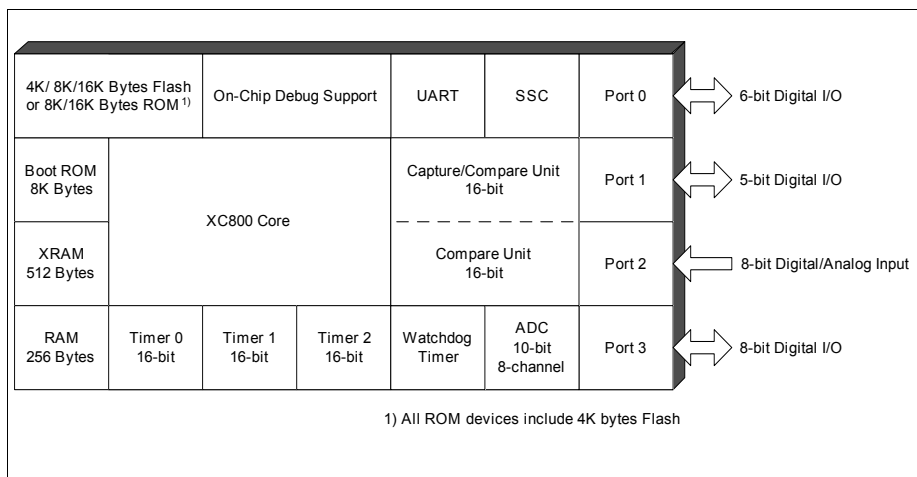 4K/ 8K/16K Bytes Flash
or 8K/16K Bytes ROM 1)
On-Chip Debug Support
UART
SSC
Port 0
6-bit Digital I/O
Boot ROM
8K Bytes
XC800 Core
Capture/Compare Unit
16-bit
Port 1
5-bit Digital I/O
XRAM
512 Bytes
Compare Unit
16-bit
Port 2
8-bit Digital/Analog Input
RAM
256 Bytes
Timer 0
16-bit
Timer 1
16-bit
Timer 2
16-bit
Watchdog
Timer
ADC
10-bit
8-channel
Port 3
8-bit Digital I/O
1) All ROM devices include 4K bytes Flash